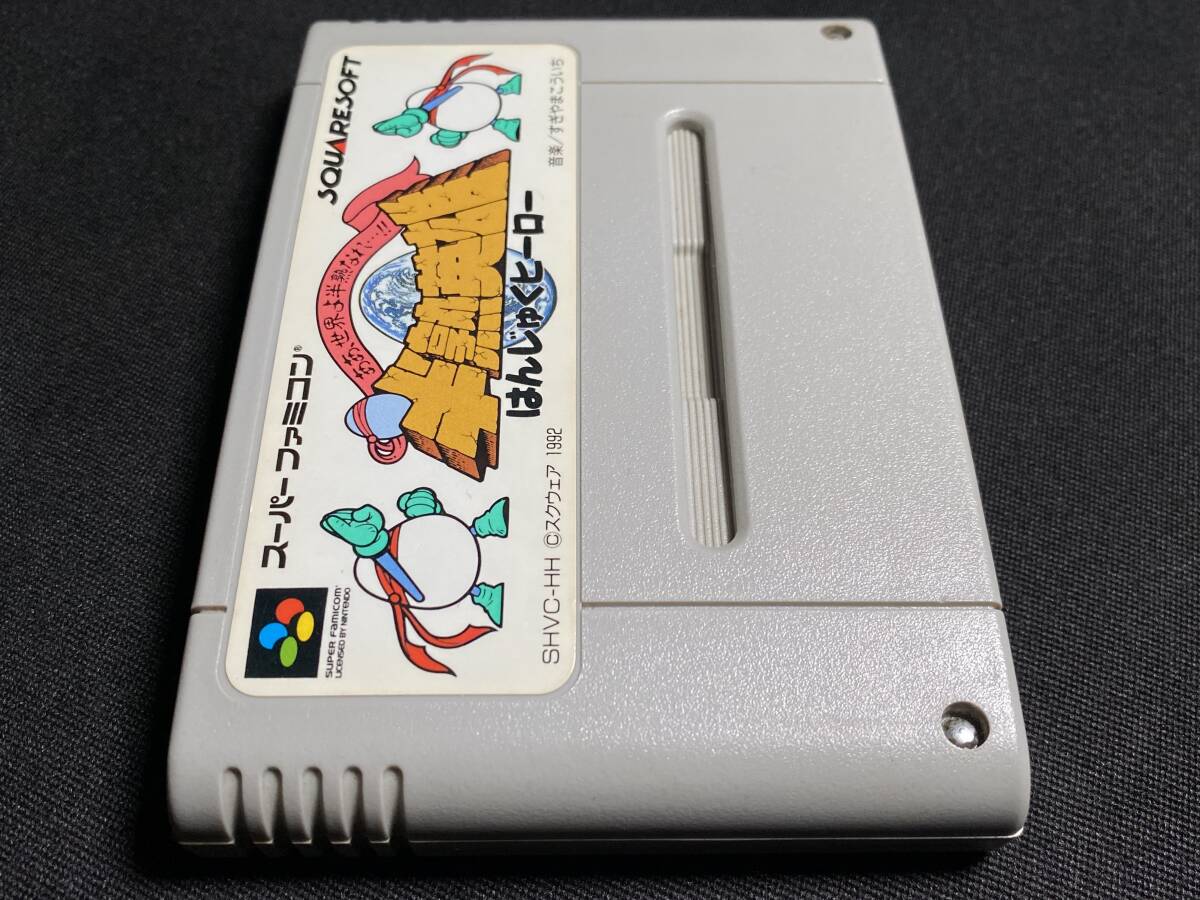 スーパーファミコン®
SQUARESOFT
ああ、世界よ半熟なれ…!!
半熟英雄
はんじゅくヒーロー
音楽/すぎやまこういち
SUPER FAMICOM
LICENSED BY NINTENDO
SHVC-HH ©スクウェア 1992